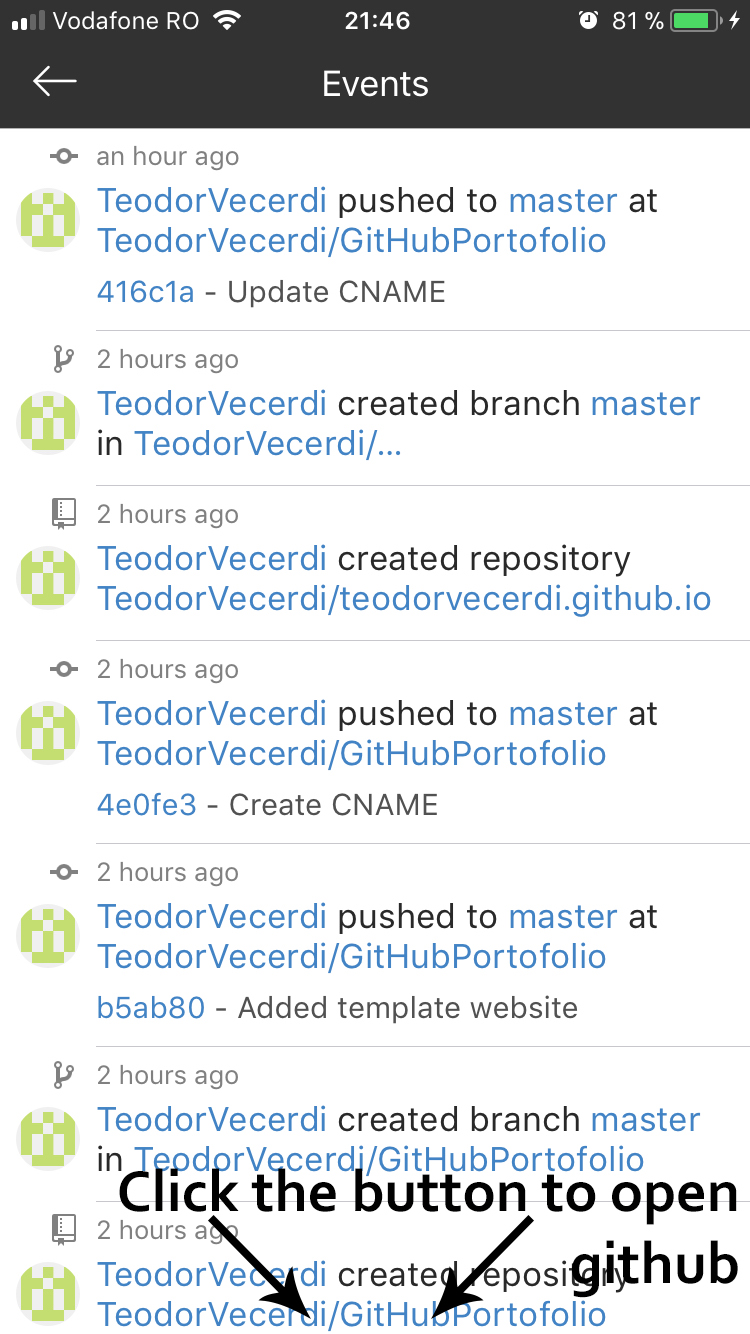 Vodafone RO 21:46 81 %
Events
an hour ago
TeodorVecerdi pushed to master at
TeodorVecerdi/GitHubPortofolio
416c1a - Update CNAME
2 hours ago
TeodorVecerdi created branch master
in TeodorVecerdi/...
2 hours ago
TeodorVecerdi created repository
TeodorVecerdi/teodorvecerdi.github.io
2 hours ago
TeodorVecerdi pushed to master at
TeodorVecerdi/GitHubPortofolio
4e0fe3 - Create CNAME
2 hours ago
TeodorVecerdi pushed to master at
TeodorVecerdi/GitHubPortofolio
b5ab80 - Added template website
2 hours ago
TeodorVecerdi created branch master
in TeodorVecerdi/GitHubPortofolio
Click the button to open
github
2 hours ago
TeodorVecerdi created repository
TeodorVecerdi/GitHubPortofolio